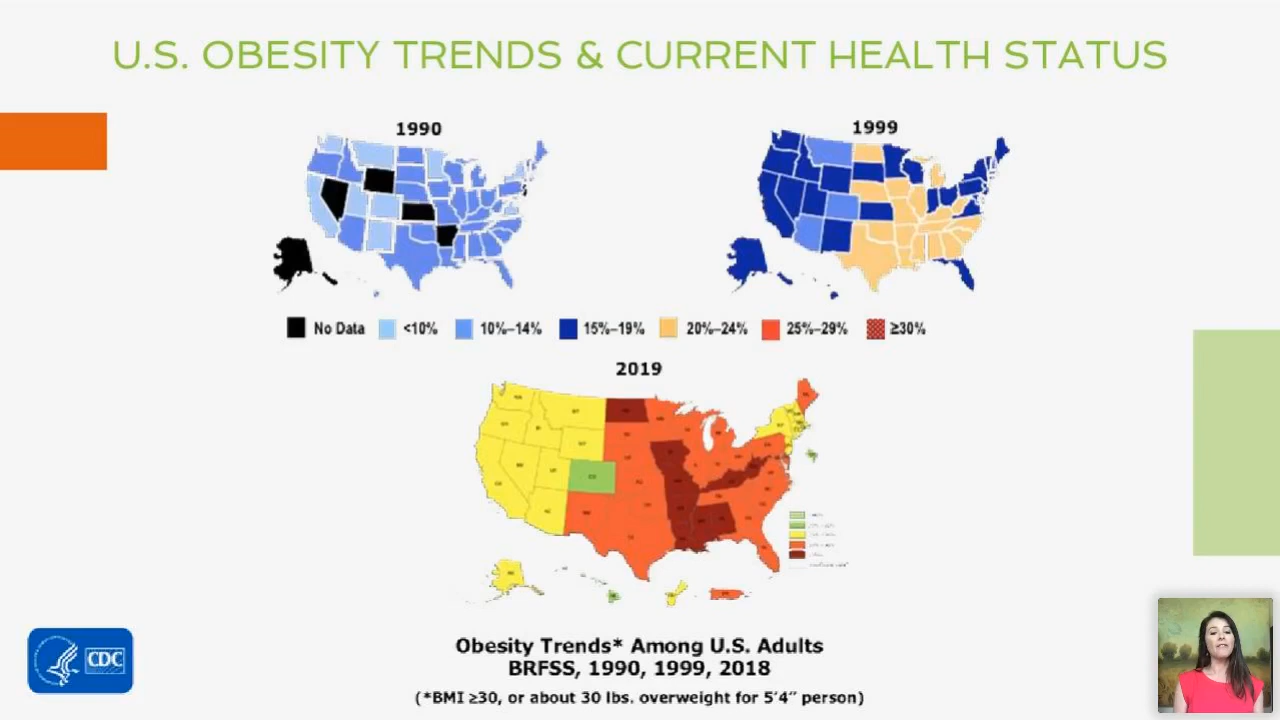 U.S. OBESITY TRENDS & CURRENT HEALTH STATUS
1990
1999
No Data
<10%
10%–14%
15%–19%
20%–24%
25%–29%
≥30%
2019
CDC
Obesity Trends* Among U.S. Adults
BRFSS, 1990, 1999, 2018
(*BMI ≥30, or about 30 lbs. overweight for 5’4” person)